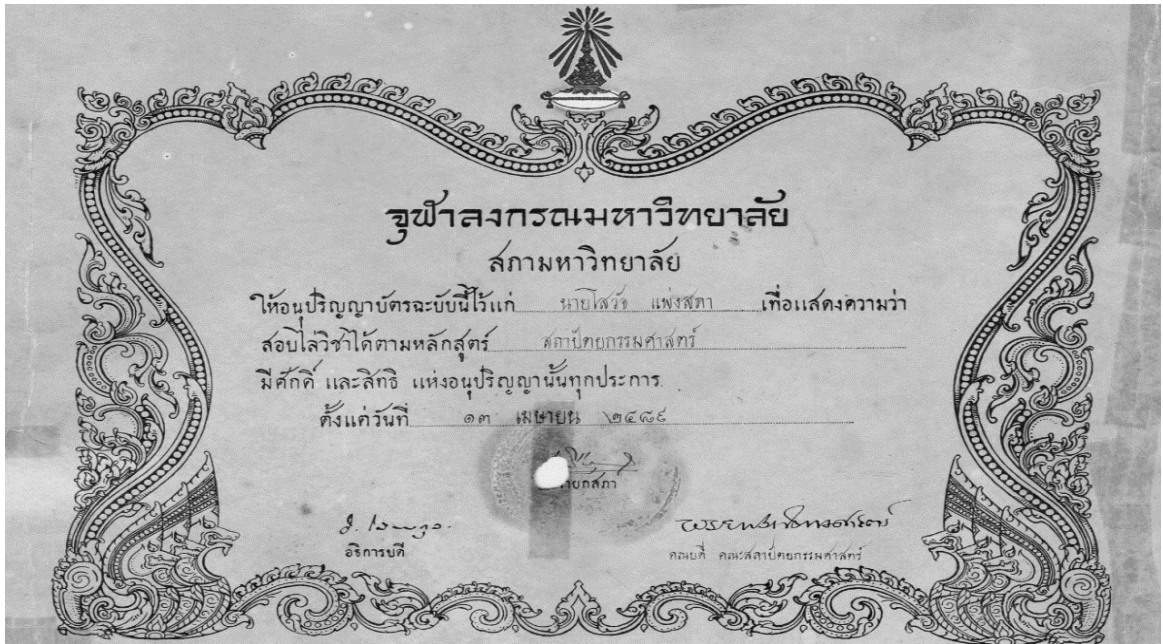 จุฬาลงกรณมหาวิทยาลัย
สภามหาวิทยาลัย
ให้อนุปริญญาบัตรฉะบับนี้ไว้แก่ นายไสวัช แพ่งสภา เพื่อแสดงความว่า
สอบไล่วิชาได้ตามหลักสูตร์ สถาปัตยกรรมศาสตร์
มีศักดิ์ และสิทธิ แห่งอนุปริญญานั้นทุกประการ
ตั้งแต่วันที่ ๑๓ เมษายน ๒๔๘๙
นายกสภา
อธิการบดี
คณบดี คณะสถาปัตยกรรมศาสตร์